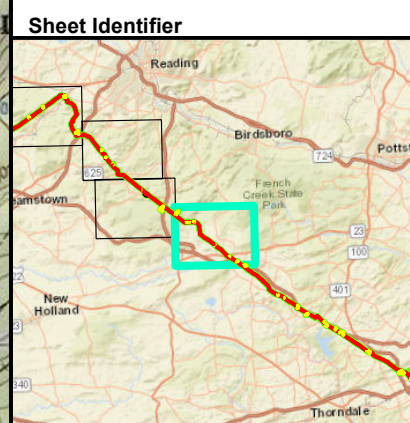 Sheet Identifier
Reading
Birdsboro
724
Potts
625
French
Creek State
Park
eamstown
23
100
22
New
Holland
401
340
Thorndale